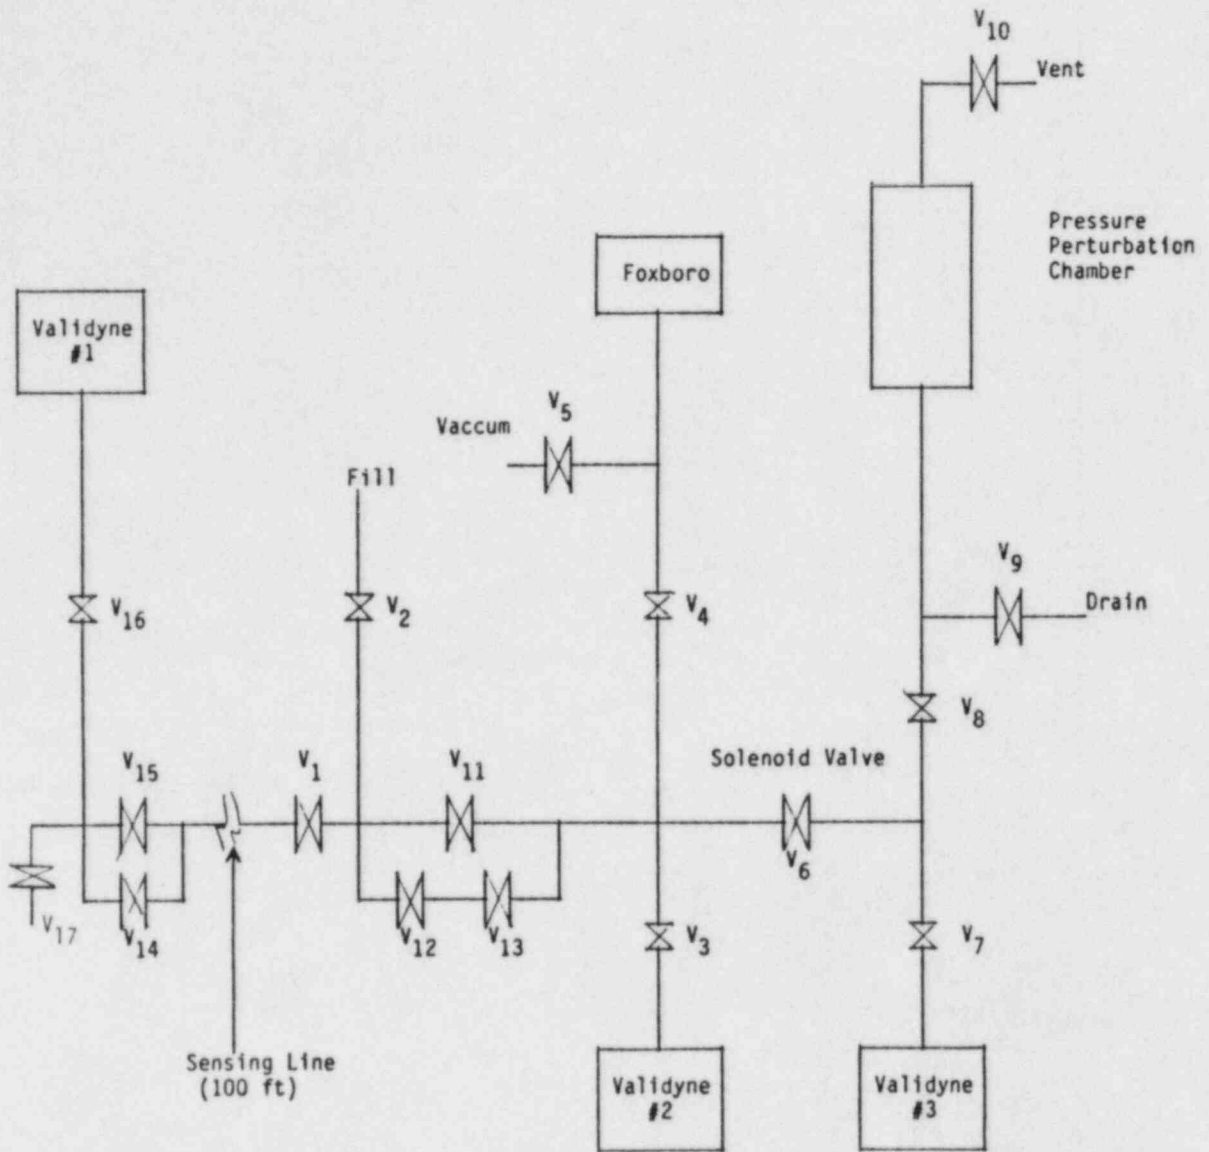 V10
Vent
Pressure
Perturbation
Chamber
Foxboro
Validyne
#1
V5
Vaccum
Fill
V9
Drain
V16
V2
V4
V8
Solenoid Valve
V15
V1
V11
V6
V17
V14
V12
V13
V3
V7
Sensing Line
(100 ft)
Validyne
#2
Validyne
#3